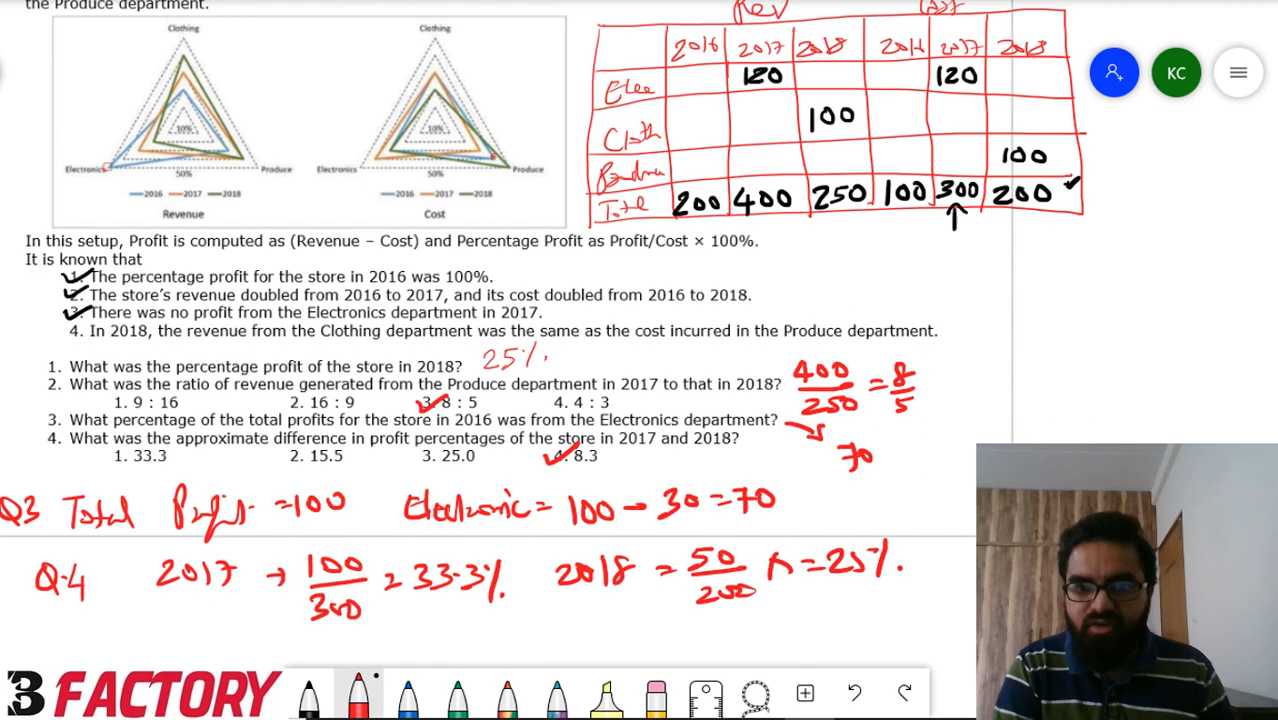 the Produce department.
Rev Cost
2016 2017 2018 2016 2017 2018
Elec 120 120
Cloth 100
Produce 100
Total 200 400 250 100 300 200
Clothing Clothing
10% 10%
Electronics Produce Electronics Produce
50% 50%
2016 2017 2018 2016 2017 2018
Revenue Cost
KC
In this setup, Profit is computed as (Revenue – Cost) and Percentage Profit as Profit/Cost × 100%.
It is known that
1. The percentage profit for the store in 2016 was 100%.
2. The store's revenue doubled from 2016 to 2017, and its cost doubled from 2016 to 2018.
3. There was no profit from the Electronics department in 2017.
4. In 2018, the revenue from the Clothing department was the same as the cost incurred in the Produce department.
1. What was the percentage profit of the store in 2018? 25%.
2. What was the ratio of revenue generated from the Produce department in 2017 to that in 2018? 400/250 = 8/5
1. 9 : 16 2. 16 : 9 3. 8 : 5 4. 4 : 3
3. What percentage of the total profits for the store in 2016 was from the Electronics department? → 70
4. What was the approximate difference in profit percentages of the store in 2017 and 2018?
1. 33.3 2. 15.5 3. 25.0 4. 8.3
Q3 Total Profit = 100 Electronic = 100 - 30 = 70
Q.4 2017 → 100/300 = 33.3%. 2018 = 50/200 = 25%.
3 FACTORY